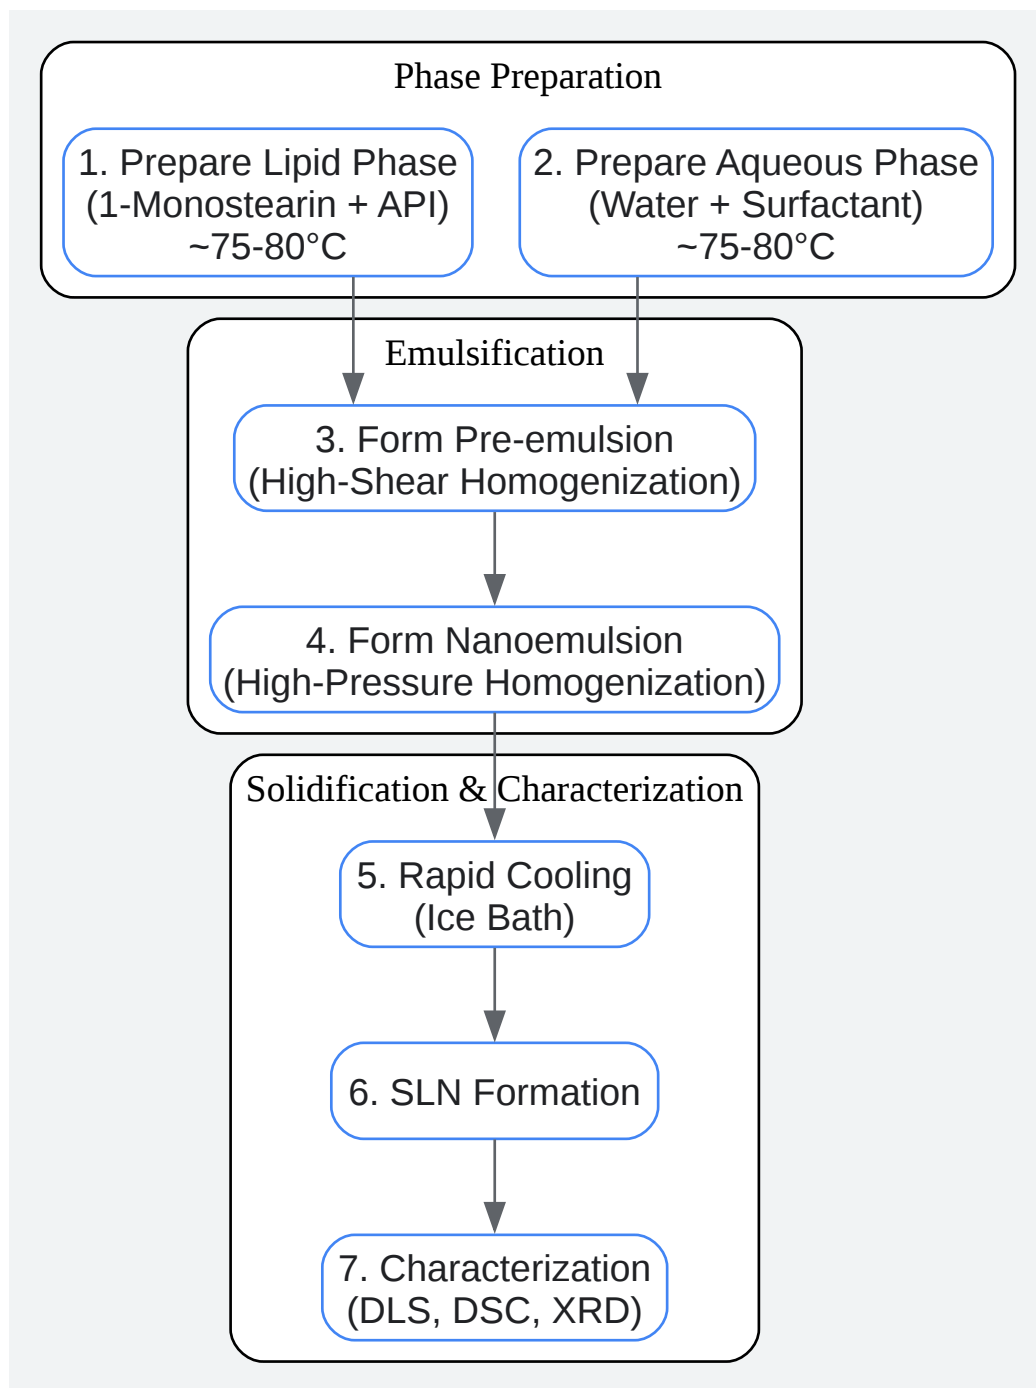 Phase Preparation
1. Prepare Lipid Phase
(1-Monostearin + API)
~75-80°C
2. Prepare Aqueous Phase
(Water + Surfactant)
~75-80°C
Emulsification
3. Form Pre-emulsion
(High-Shear Homogenization)
4. Form Nanoemulsion
(High-Pressure Homogenization)
Solidification & Characterization
5. Rapid Cooling
(Ice Bath)
6. SLN Formation
7. Characterization
(DLS, DSC, XRD)